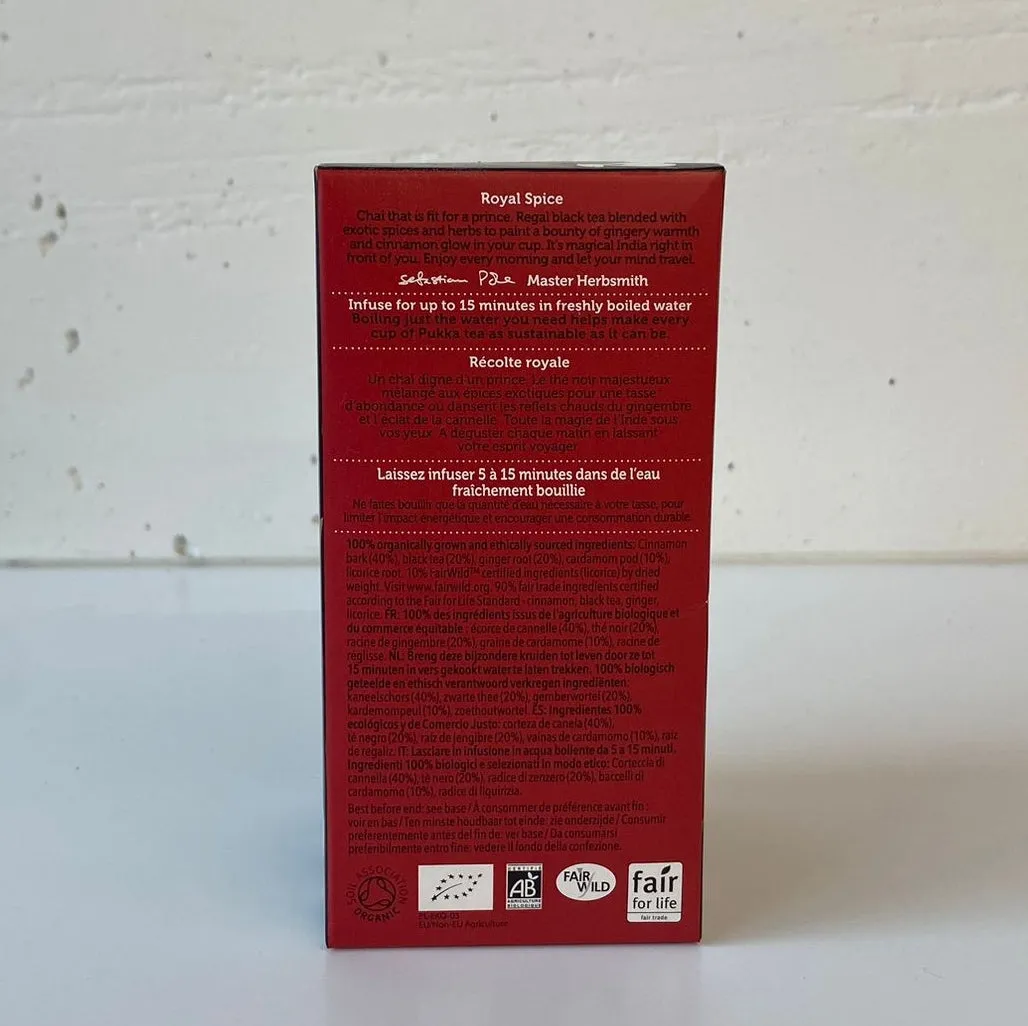 Royal Spice
Chai that is fit for a prince. Regal black tea blended with
exotic spices and herbs to paint a bounty of gingery warmth
and cinnamon glow in your cup. It's magical India right in
front of you. Enjoy every morning and let your mind travel.
Sebastian Pole Master Herbsmith
Infuse for up to 15 minutes in freshly boiled water
Boiling just the water you need helps make every
cup of Pukka tea as sustainable as it can be.
Récolte royale
Un chai digne d'un prince. Le thé noir majestueux
mélangé aux épices exotiques pour une tasse
d'abondance où dansent les reflets chauds du gingembre
et l'éclat de la cannelle. Toute la magie de l'Inde sous
vos yeux. A déguster chaque matin en laissant
votre esprit voyager.
Laissez infuser 5 à 15 minutes dans de l'eau
fraîchement bouillie
Ne faites bouillir que la quantité d'eau nécessaire à votre tasse, pour
limiter l'impact énergétique et encourager une consommation durable.
100% organically grown and ethically sourced ingredients: Cinnamon
bark (40%), black tea (20%), ginger root (20%), cardamom pod (10%),
licorice root. 10% FairWild™ certified ingredients (licorice) by dried
weight. Visit www.fairwild.org. 90% fair trade ingredients certified
according to the Fair for Life Standard - cinnamon, black tea, ginger,
licorice. FR: 100% des ingrédients issus de l'agriculture biologique et
du commerce équitable : écorce de cannelle (40%), thé noir (20%),
racine de gingembre (20%), graine de cardamome (10%), racine de
réglisse. NL: Breng deze bijzondere kruiden tot leven door ze tot
15 minuten in vers gekookt water te laten trekken. 100% biologisch
geteelde en ethisch verantwoord verkregen ingrediënten:
kaneelschors (40%), zwarte thee (20%), gemberwortel (20%),
kardemompeul (10%), zoethoutwortel. ES: Ingredientes 100%
ecológicos y de Comercio Justo: corteza de canela (40%),
té negro (20%), raíz de jengibre (20%), vainas de cardamomo (10%), raíz
de regaliz. IT: Lasciare in infusione in acqua bollente da 5 a 15 minuti.
Ingredienti 100% biologici e selezionati in modo etico: Corteccia di
cannella (40%), tè nero (20%), radice di zenzero (20%), baccelli di
cardamomo (10%), radice di liquirizia.
Best before end: see base / À consommer de préférence avant fin :
voir en bas / Ten minste houdbaar tot einde: zie onderzijde / Consumir
preferentemente antes del fin de: ver base / Da consumarsi
preferibilmente entro fine: vedere il fondo della confezione.
SOIL ASSOCIATION
ORGANIC
CERTIFIÉ
AB
AGRICULTURE
BIOLOGIQUE
FAIR
WILD
fair
for life
fair trade
PL-EKO-05
EU/Non-EU Agriculture